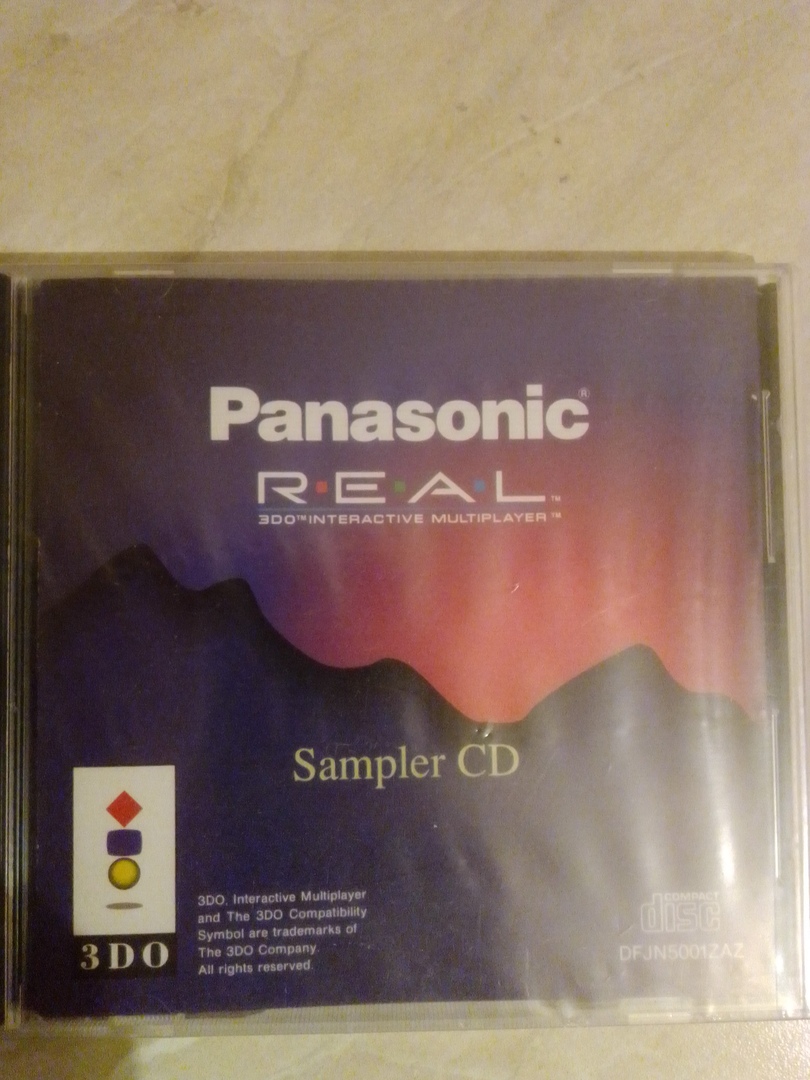 Panasonic®
R·E·A·L™
3DO™ INTERACTIVE MULTIPLAYER™
Sampler CD
3DO
3DO, Interactive Multiplayer
and The 3DO Compatibility
Symbol are trademarks of
The 3DO Company.
All rights reserved.
COMPACT
disc
DFJN5001ZAZ